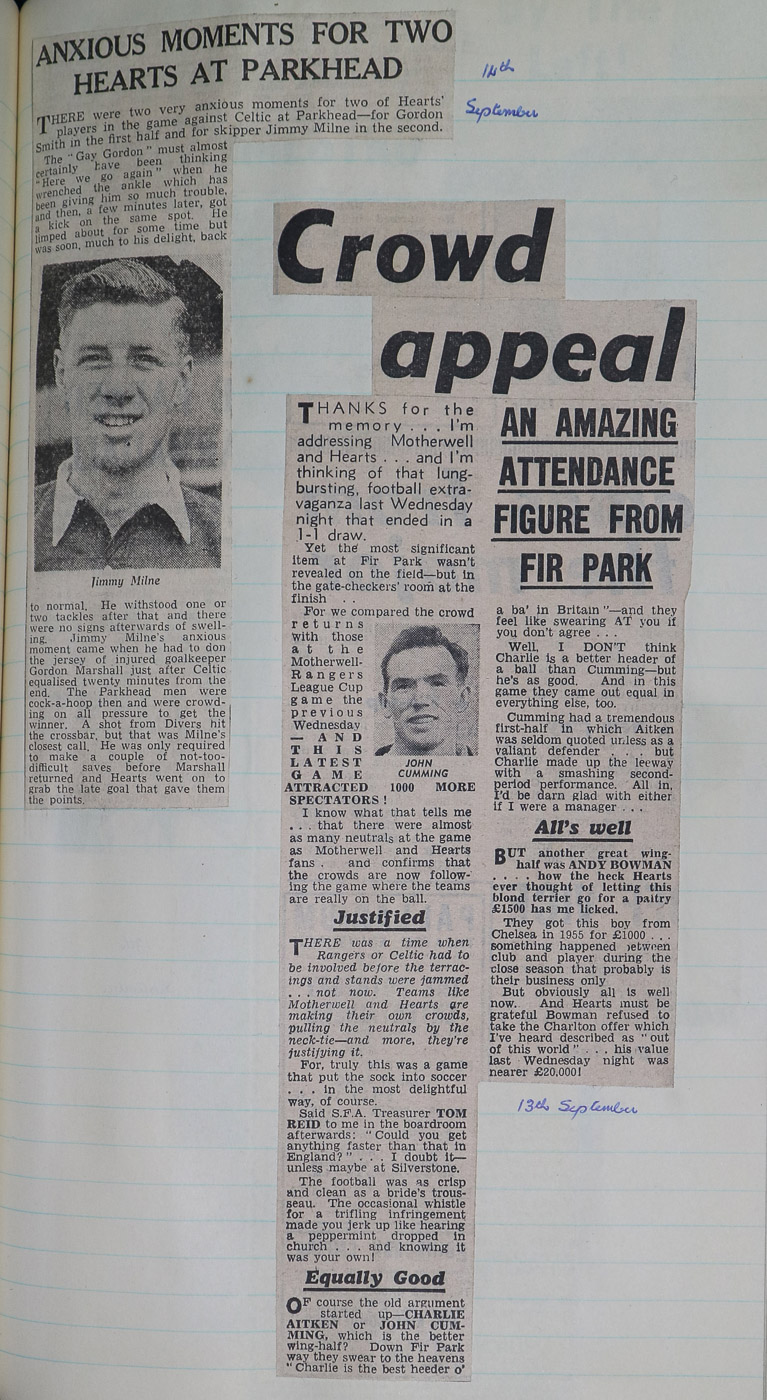 ANXIOUS MOMENTS FOR TWO
HEARTS AT PARKHEAD
14th
September
THERE were two very anxious moments for two of Hearts'
players in the game against Celtic at Parkhead—for Gordon
Smith in the first half and for skipper Jimmy Milne in the second.
The "Gay Gordon" must almost
certainly have been thinking
"Here we go again" when he
wrenched the ankle which has
been giving him so much trouble,
and then, a few minutes later, got
a kick on the same spot. He
limped about for some time but
was soon, much to his delight, back
Jimmy Milne
to normal. He withstood one or
two tackles after that and there
were no signs afterwards of swell-
ing. Jimmy Milne's anxious
moment came when he had to don
the jersey of injured goalkeeper
Gordon Marshall just after Celtic
equalised twenty minutes from the
end. The Parkhead men were
cock-a-hoop then and were crowd-
ing on all pressure to get the
winner. A shot from Divers hit
the crossbar, but that was Milne's
closest call. He was only required
to make a couple of not-too-
difficult saves before Marshall
returned and Hearts went on to
grab the late goal that gave them
the points.
Crowd
appeal
THANKS for the
memory . . . I'm
addressing Motherwell
and Hearts . . . and I'm
thinking of that lung-
bursting, football extra-
vaganza last Wednesday
night that ended in a
1-1 draw.
Yet the most significant
item at Fir Park wasn't
revealed on the field—but in
the gate-checkers' room at the
finish . .
For we compared the crowd
returns
with those
at the
Motherwell-
Rangers
League Cup
game the
previous
Wednesday
— AND
THIS
LATEST
GAME
JOHN
CUMMING
ATTRACTED 1000 MORE
SPECTATORS!
I know what that tells me
. . . that there were almost
as many neutrals at the game
as Motherwell and Hearts
fans . and confirms that
the crowds are now follow-
ing the game where the teams
are really on the ball.
Justified
THERE was a time when
Rangers or Celtic had to
be involved before the terrac-
ings and stands were jammed
. . . not now. Teams like
Motherwell and Hearts are
making their own crowds,
pulling the neutrals by the
neck-tie—and more, they're
justifying it.
For, truly this was a game
that put the sock into soccer
. . . in the most delightful
way, of course.
Said S.F.A. Treasurer TOM
REID to me in the boardroom
afterwards: "Could you get
anything faster than that in
England?" . . . I doubt it—
unless maybe at Silverstone.
The football was as crisp
and clean as a bride's trous-
seau. The occasional whistle
for a trifling infringement
made you jerk up like hearing
a peppermint dropped in
church . . . and knowing it
was your own!
Equally Good
OF course the old argument
started up—CHARLIE
AITKEN or JOHN CUM-
MING, which is the better
wing-half? Down Fir Park
way they swear to the heavens
"Charlie is the best heeder o'
AN AMAZING
ATTENDANCE
FIGURE FROM
FIR PARK
a ba' in Britain"—and they
feel like swearing AT you if
you don't agree . . .
Well, I DON'T think
Charlie is a better header of
a ball than Cumming—but
he's as good. And in this
game they came out equal in
everything else, too.
Cumming had a tremendous
first-half in which Aitken
was seldom quoted unless as a
valiant defender . . . . but
Charlie made up the leeway
with a smashing second-
period performance. All in,
I'd be darn glad with either
if I were a manager . . .
All's well
BUT another great wing-
half was ANDY BOWMAN
. . . . how the heck Hearts
ever thought of letting this
blond terrier go for a paltry
£1500 has me licked.
They got this boy from
Chelsea in 1955 for £1000 . . .
something happened between
club and player during the
close season that probably is
their business only
But obviously all is well
now. And Hearts must be
grateful Bowman refused to
take the Charlton offer which
I've heard described as "out
of this world" . . . his value
last Wednesday night was
nearer £20,000!
13th September